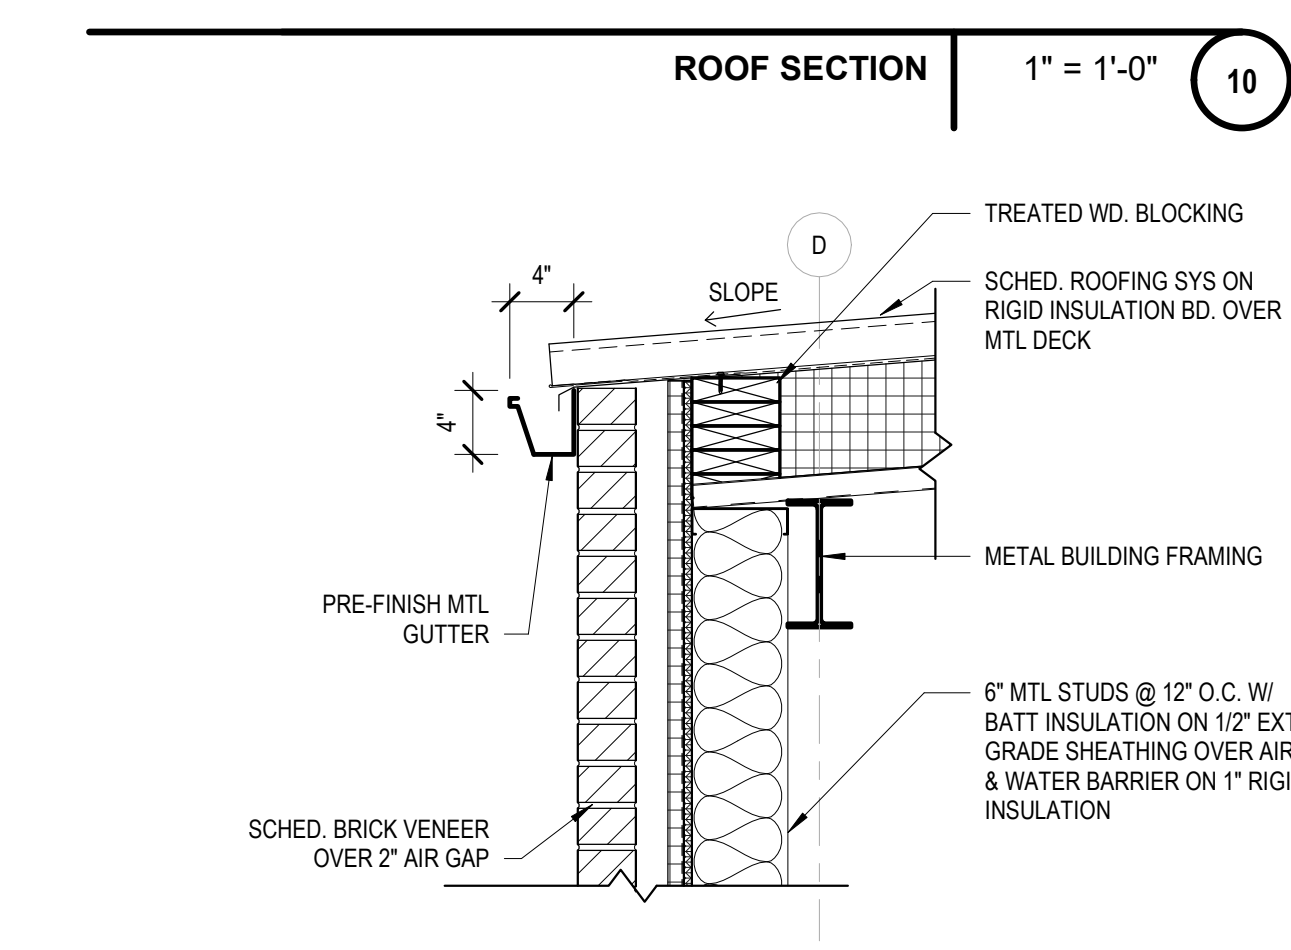 ROOF SECTION
1" = 1'-0"
10
TREATED WD. BLOCKING
D
4"
SLOPE
SCHED. ROOFING SYS ON
RIGID INSULATION BD. OVER
MTL DECK
4"
METAL BUILDING FRAMING
PRE-FINISH MTL
GUTTER
6" MTL STUDS @ 12" O.C. W/
BATT INSULATION ON 1/2" EXT
GRADE SHEATHING OVER AIR
& WATER BARRIER ON 1" RIGI
INSULATION
SCHED. BRICK VENEER
OVER 2" AIR GAP